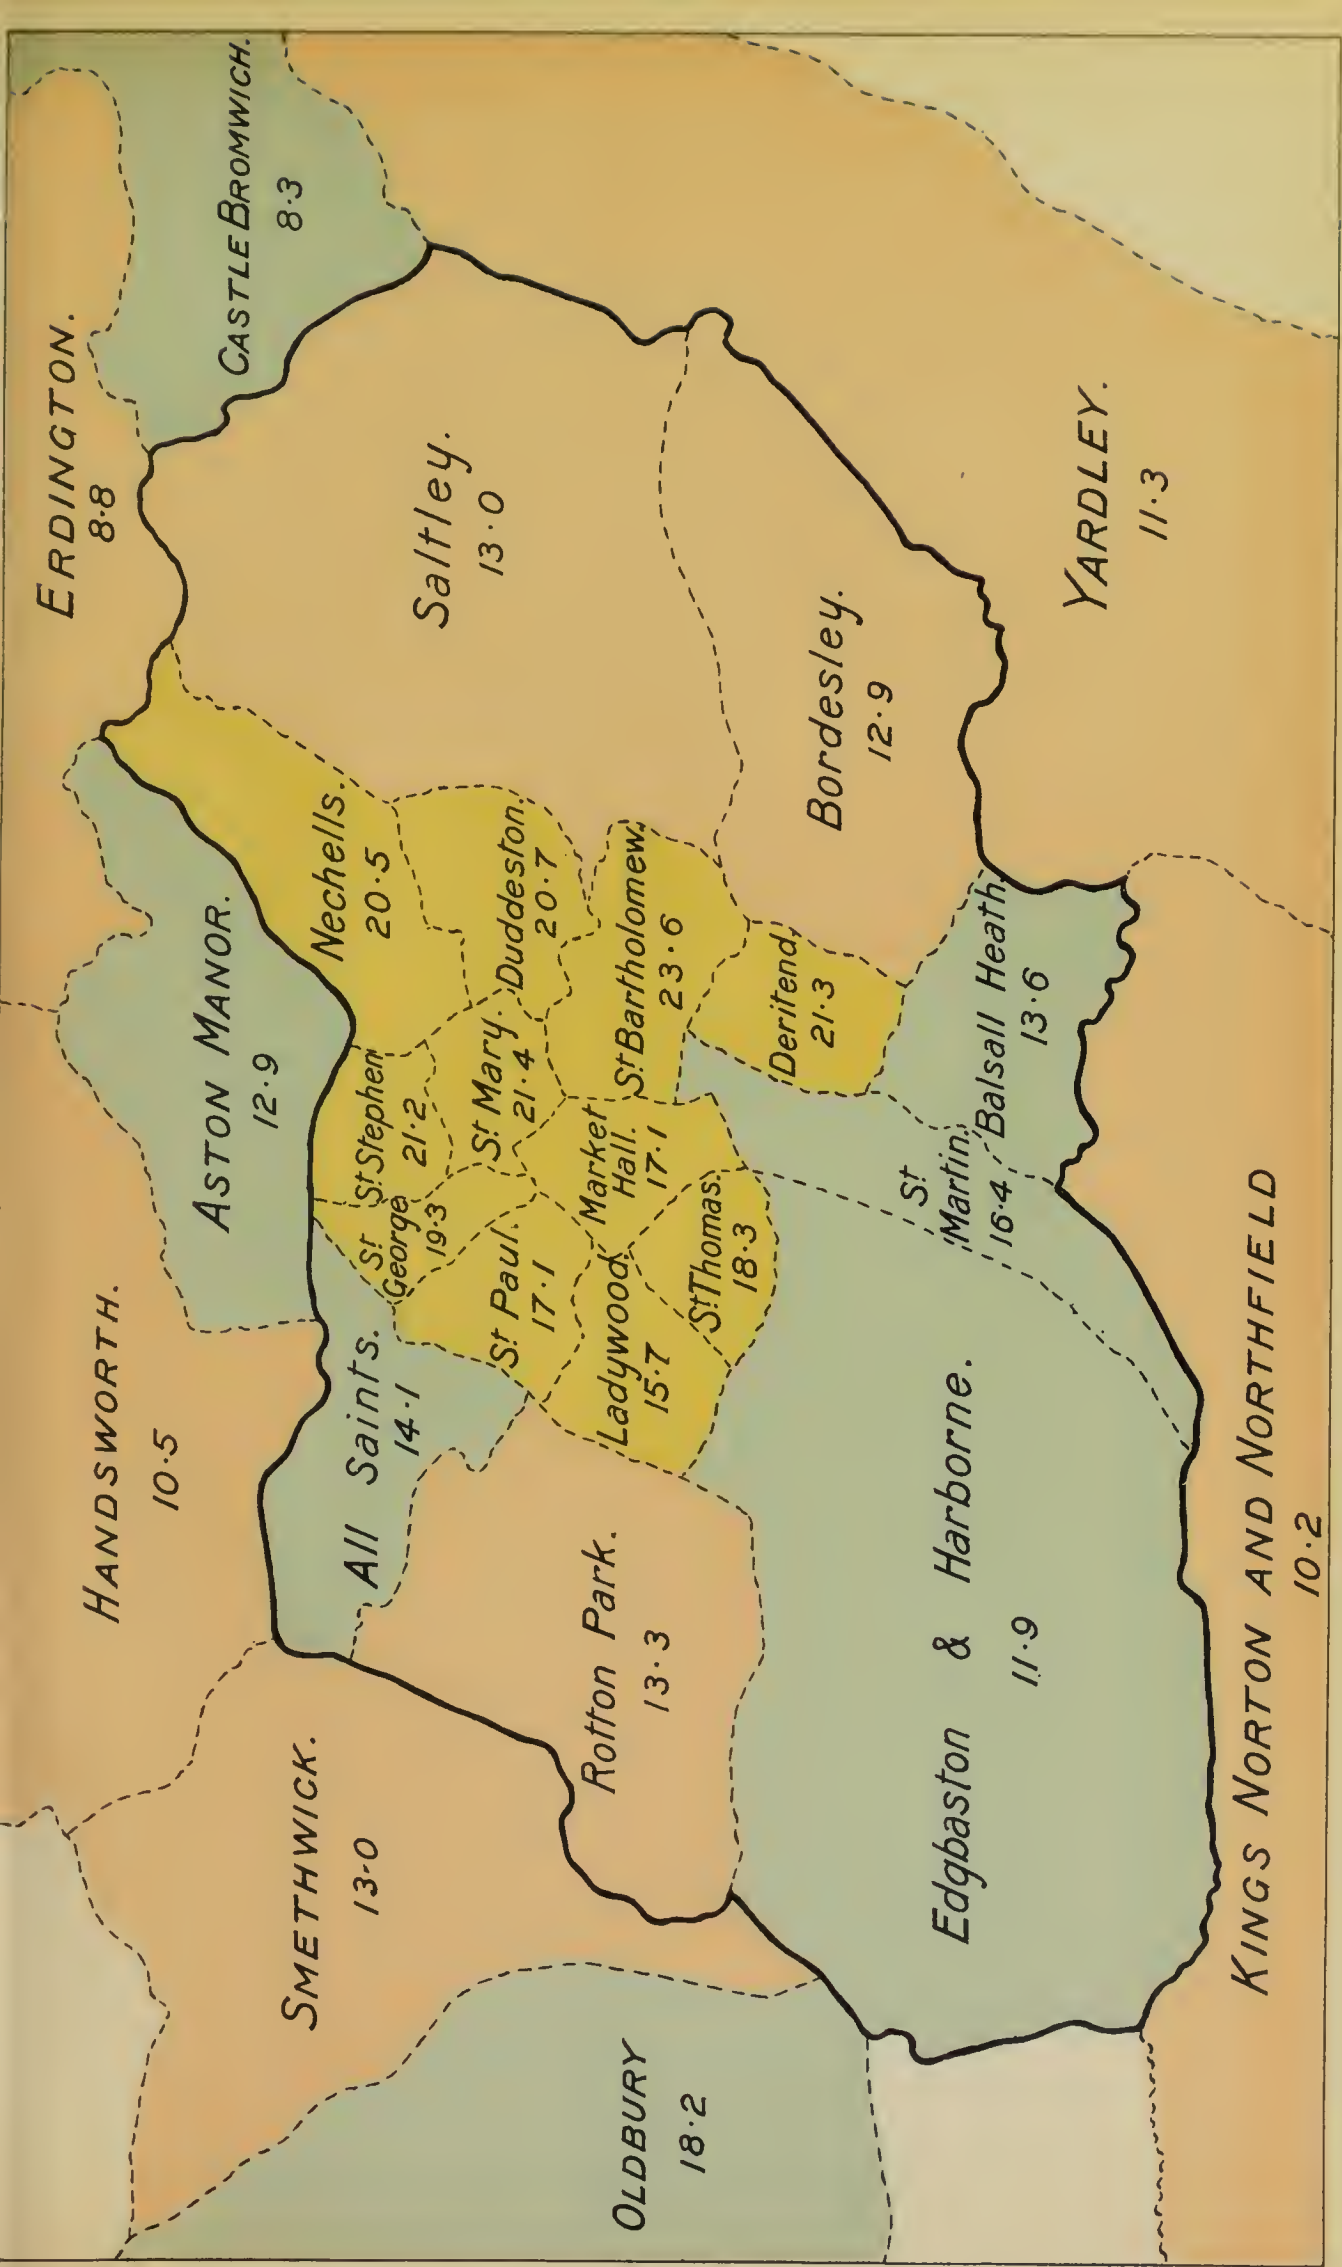 ERDINGTON.
8·8
CASTLE BROMWICH.
8·3
HANDSWORTH.
10·5
ASTON MANOR.
12·9
SMETHWICK.
13·0
OLDBURY
18·2
YARDLEY.
11·3
KINGS NORTON AND NORTHFIELD
10·2
Saltley.
13·0
Bordesley.
12·9
Nechells.
20·5
Duddeston.
20·7
St Bartholomew.
23·6
Deritend.
21·3
Balsall Heath.
13·6
St Stephen
21·2
St Mary.
21·4
St
George
19·3
Market
Hall.
17·1
St Paul.
17·1
Ladywood.
15·7
St Thomas.
18·3
St
Martin.
16·4
All Saints.
14·1
Rotton Park.
13·3
Edgbaston & Harborne.
11·9